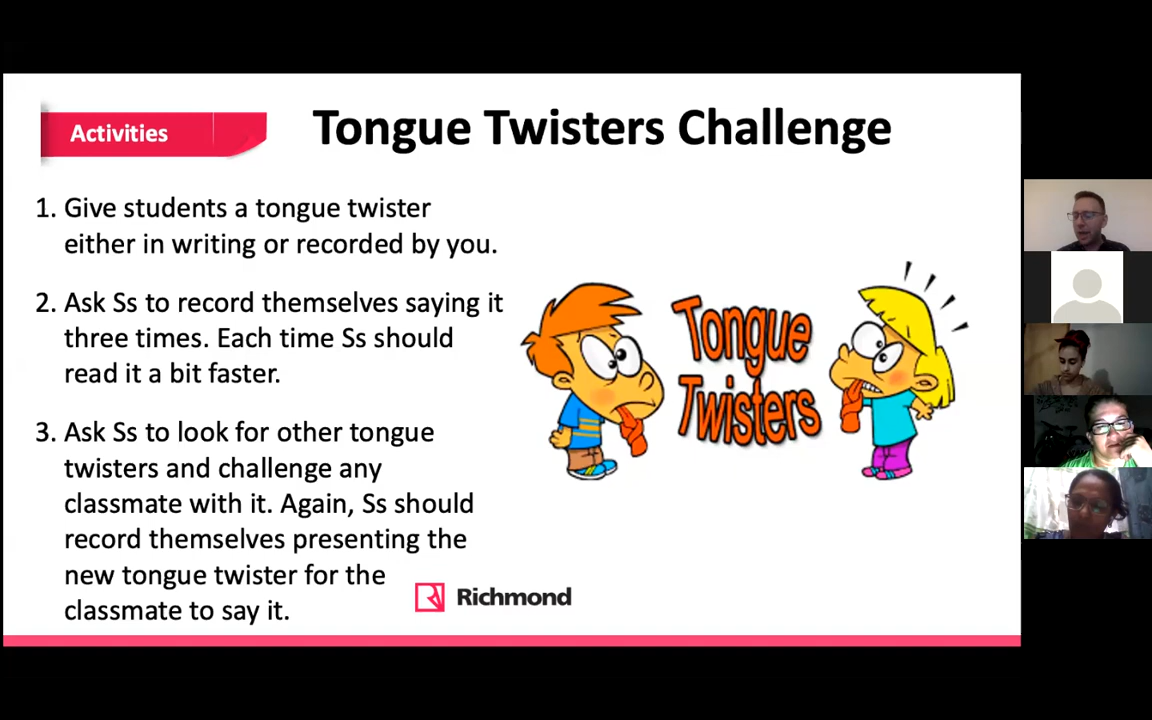 Activities
Tongue Twisters Challenge
1. Give students a tongue twister
either in writing or recorded by you.
2. Ask Ss to record themselves saying it
three times. Each time Ss should
read it a bit faster.
3. Ask Ss to look for other tongue
twisters and challenge any
classmate with it. Again, Ss should
record themselves presenting the
new tongue twister for the
classmate to say it.
Tongue
Twisters
Richmond